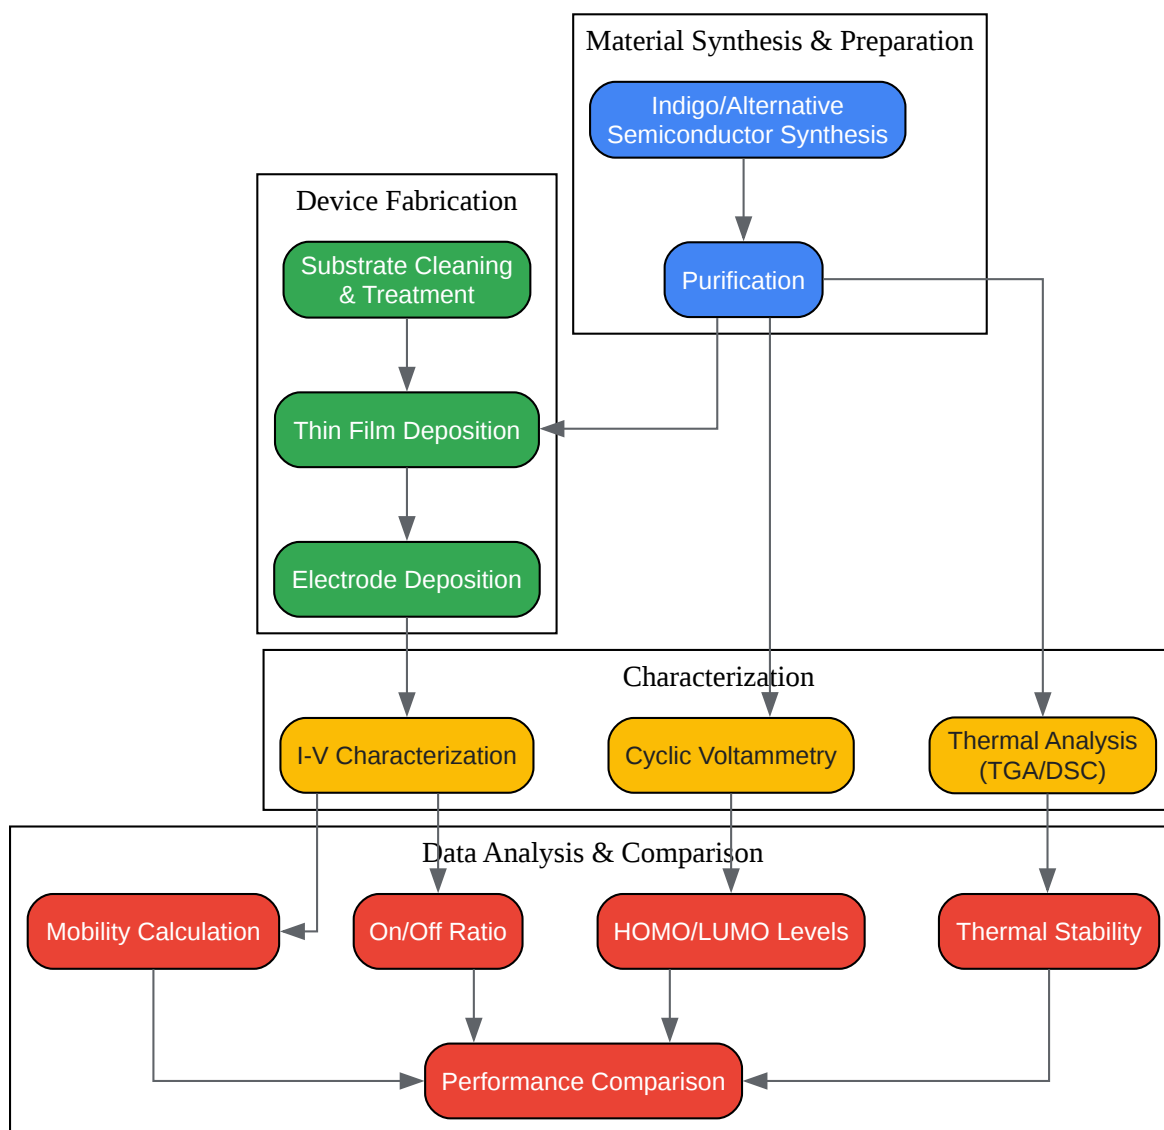 Material Synthesis & Preparation
Indigo/Alternative
Semiconductor Synthesis
Device Fabrication
Substrate Cleaning
& Treatment
Purification
Thin Film Deposition
Electrode Deposition
Characterization
I-V Characterization
Cyclic Voltammetry
Thermal Analysis
(TGA/DSC)
Data Analysis & Comparison
Mobility Calculation
On/Off Ratio
HOMO/LUMO Levels
Thermal Stability
Performance Comparison